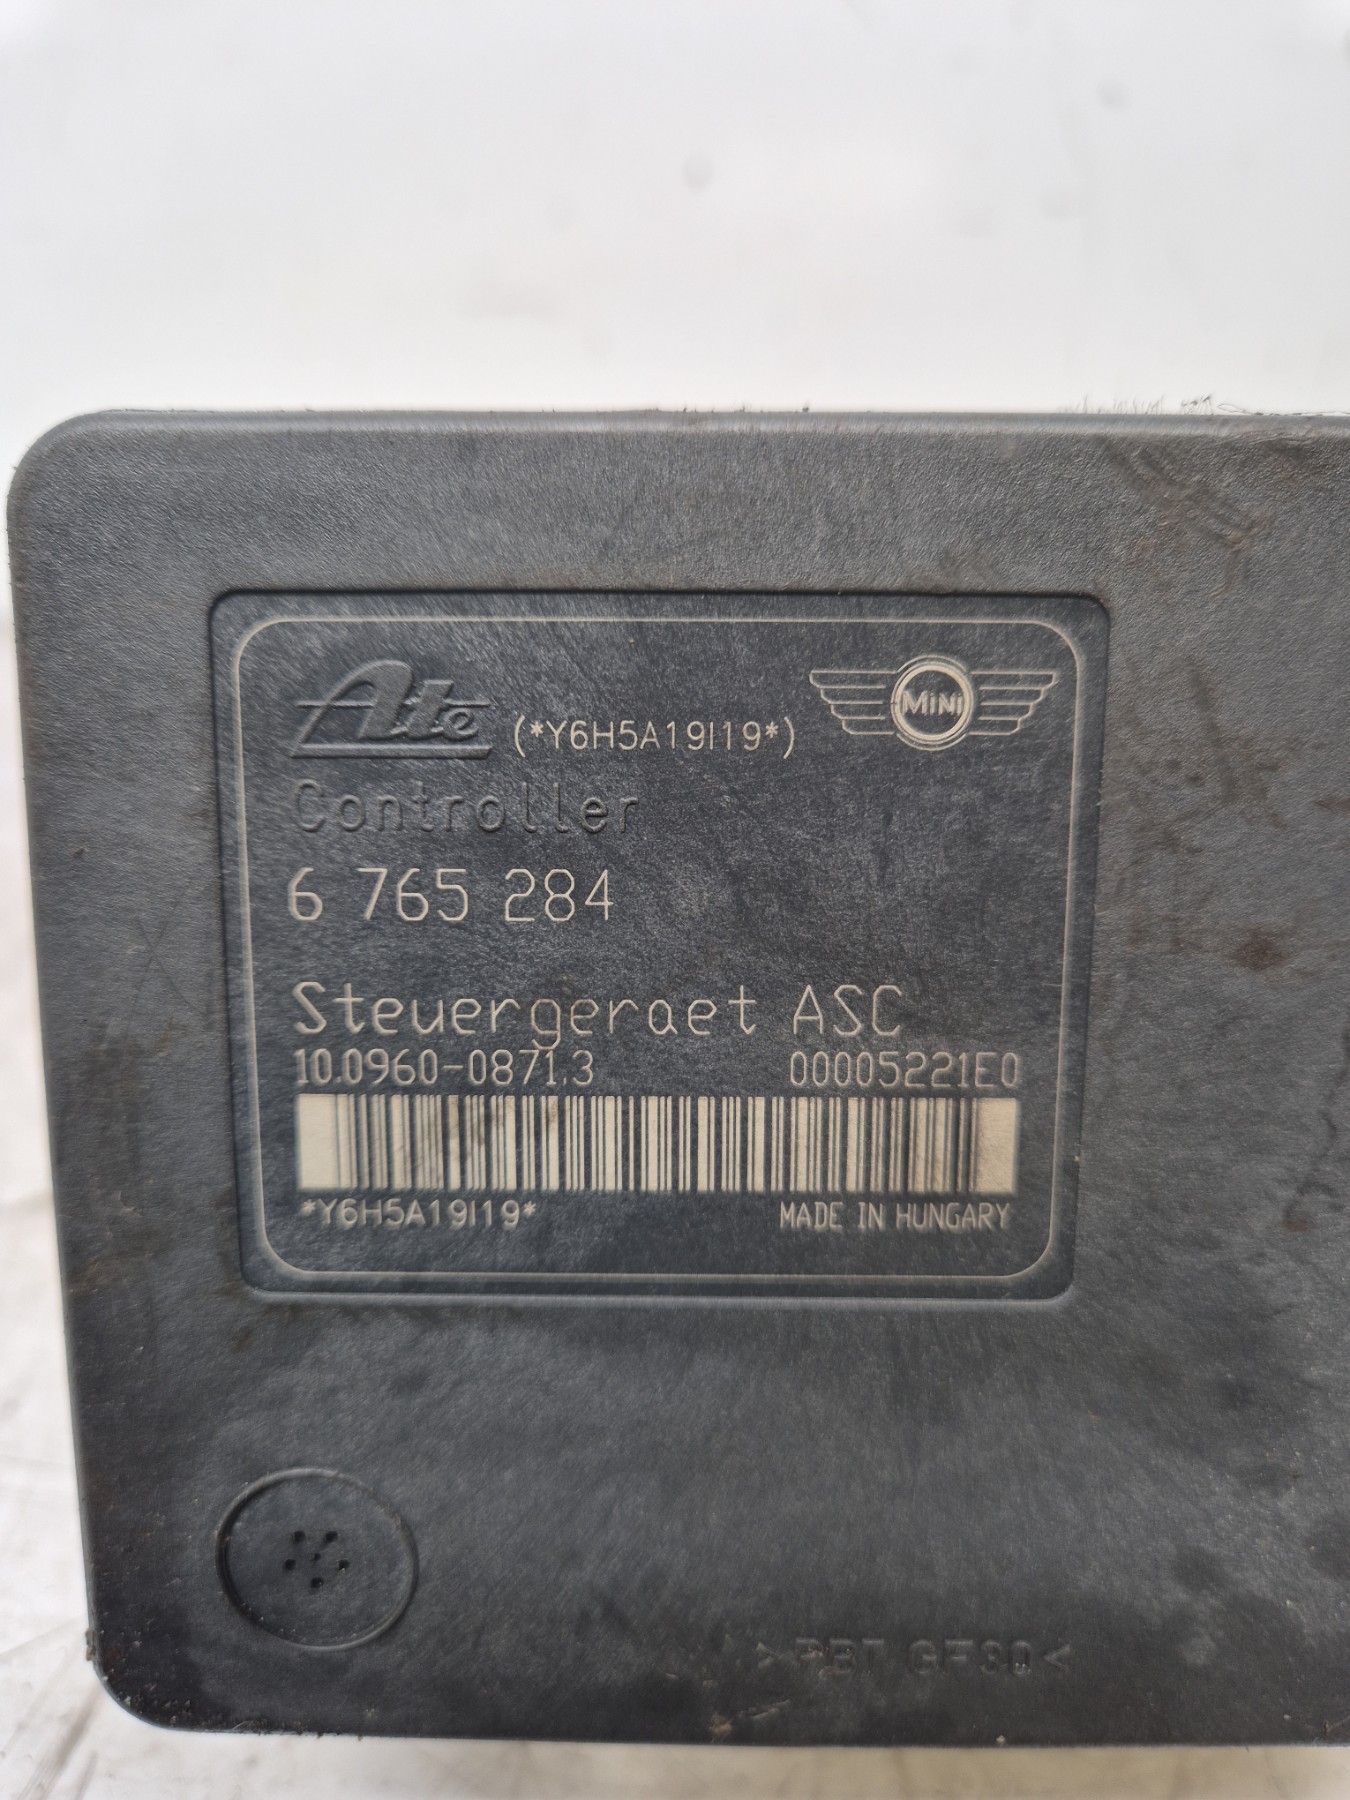 Ate (*Y6H5A19I19*) MINI
Controller
6 765 284
Steuergeraet ASC
10.0960-0871.3 00005221E0
*Y6H5A19I19* MADE IN HUNGARY
>PBT GF30<